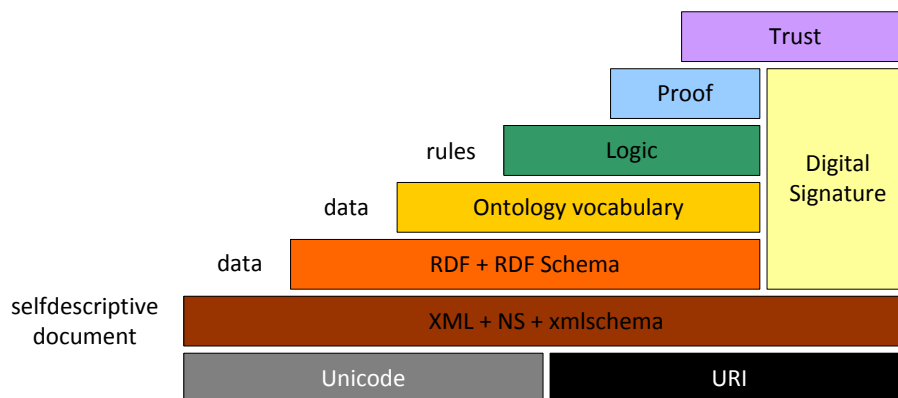 Trust
Proof
rules
Logic
Digital
Signature
data
Ontology vocabulary
data
RDF + RDF Schema
selfdescriptive
document
XML + NS + xmlschema
Unicode
URI